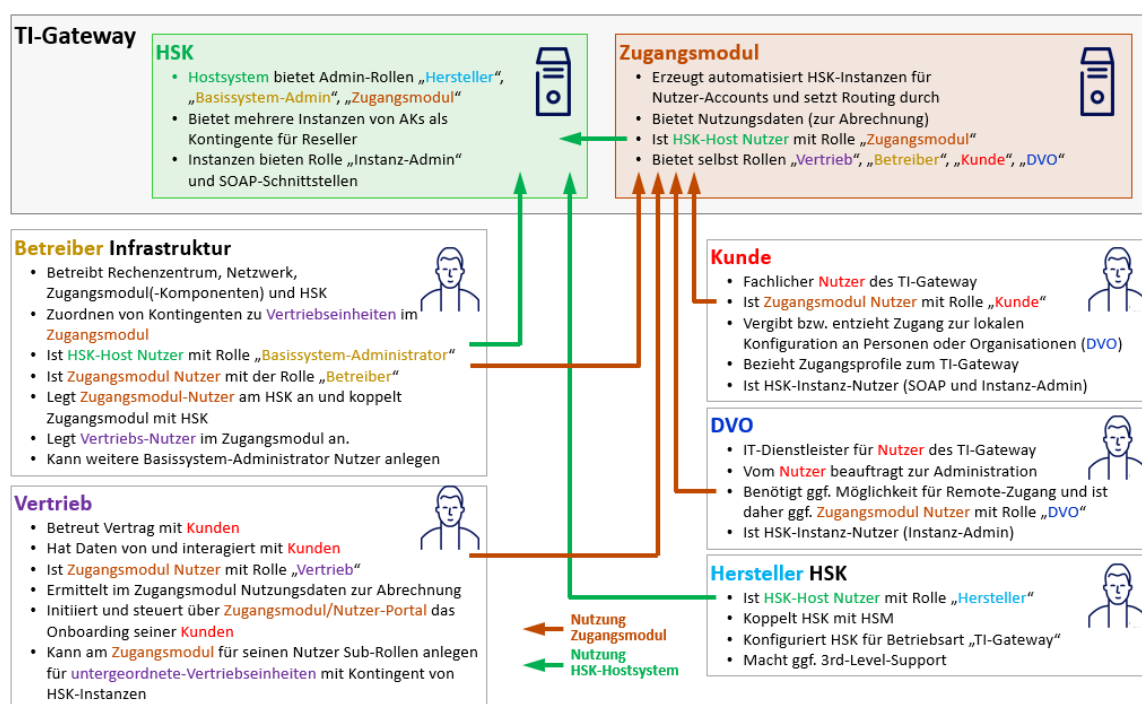 TI-Gateway
HSK
• Hostsystem bietet Admin-Rollen „Hersteller“,
„Basissystem-Admin“, „Zugangsmodul“
• Bietet mehrere Instanzen von AKs als
Kontingente für Reseller
• Instanzen bieten Rolle „Instanz-Admin“
und SOAP-Schnittstellen
Zugangsmodul
• Erzeugt automatisiert HSK-Instanzen für
Nutzer-Accounts und setzt Routing durch
• Bietet Nutzungsdaten (zur Abrechnung)
• Ist HSK-Host Nutzer mit Rolle „Zugangsmodul“
• Bietet selbst Rollen „Vertrieb“, „Betreiber“, „Kunde“, „DVO“
Betreiber Infrastruktur
• Betreibt Rechenzentrum, Netzwerk,
Zugangsmodul(-Komponenten) und HSK
• Zuordnen von Kontingenten zu Vertriebseinheiten im
Zugangsmodul
• Ist HSK-Host Nutzer mit Rolle „Basissystem-Administrator“
• Ist Zugangsmodul Nutzer mit der Rolle „Betreiber“
• Legt Zugangsmodul-Nutzer am HSK an und koppelt
Zugangsmodul mit HSK
• Legt Vertriebs-Nutzer im Zugangsmodul an.
• Kann weitere Basissystem-Administrator Nutzer anlegen
Vertrieb
• Betreut Vertrag mit Kunden
• Hat Daten von und interagiert mit Kunden
• Ist Zugangsmodul Nutzer mit Rolle „Vertrieb“
• Ermittelt im Zugangsmodul Nutzungsdaten zur Abrechnung
• Initiiert und steuert über Zugangsmodul/Nutzer-Portal das
Onboarding seiner Kunden
• Kann am Zugangsmodul für seinen Nutzer Sub-Rollen anlegen
für untergeordnete-Vertriebseinheiten mit Kontingent von
HSK-Instanzen
Nutzung
Zugangsmodul
Nutzung
HSK-Hostsystem
Kunde
• Fachlicher Nutzer des TI-Gateway
• Ist Zugangsmodul Nutzer mit Rolle „Kunde“
• Vergibt bzw. entzieht Zugang zur lokalen
Konfiguration an Personen oder Organisationen (DVO)
• Bezieht Zugangsprofile zum TI-Gateway
• Ist HSK-Instanz-Nutzer (SOAP und Instanz-Admin)
DVO
• IT-Dienstleister für Nutzer des TI-Gateway
• Vom Nutzer beauftragt zur Administration
• Benötigt ggf. Möglichkeit für Remote-Zugang und ist
daher ggf. Zugangsmodul Nutzer mit Rolle „DVO“
• Ist HSK-Instanz-Nutzer (Instanz-Admin)
Hersteller HSK
• Ist HSK-Host Nutzer mit Rolle „Hersteller“
• Koppelt HSK mit HSM
• Konfiguriert HSK für Betriebsart „TI-Gateway“
• Macht ggf. 3rd-Level-Support